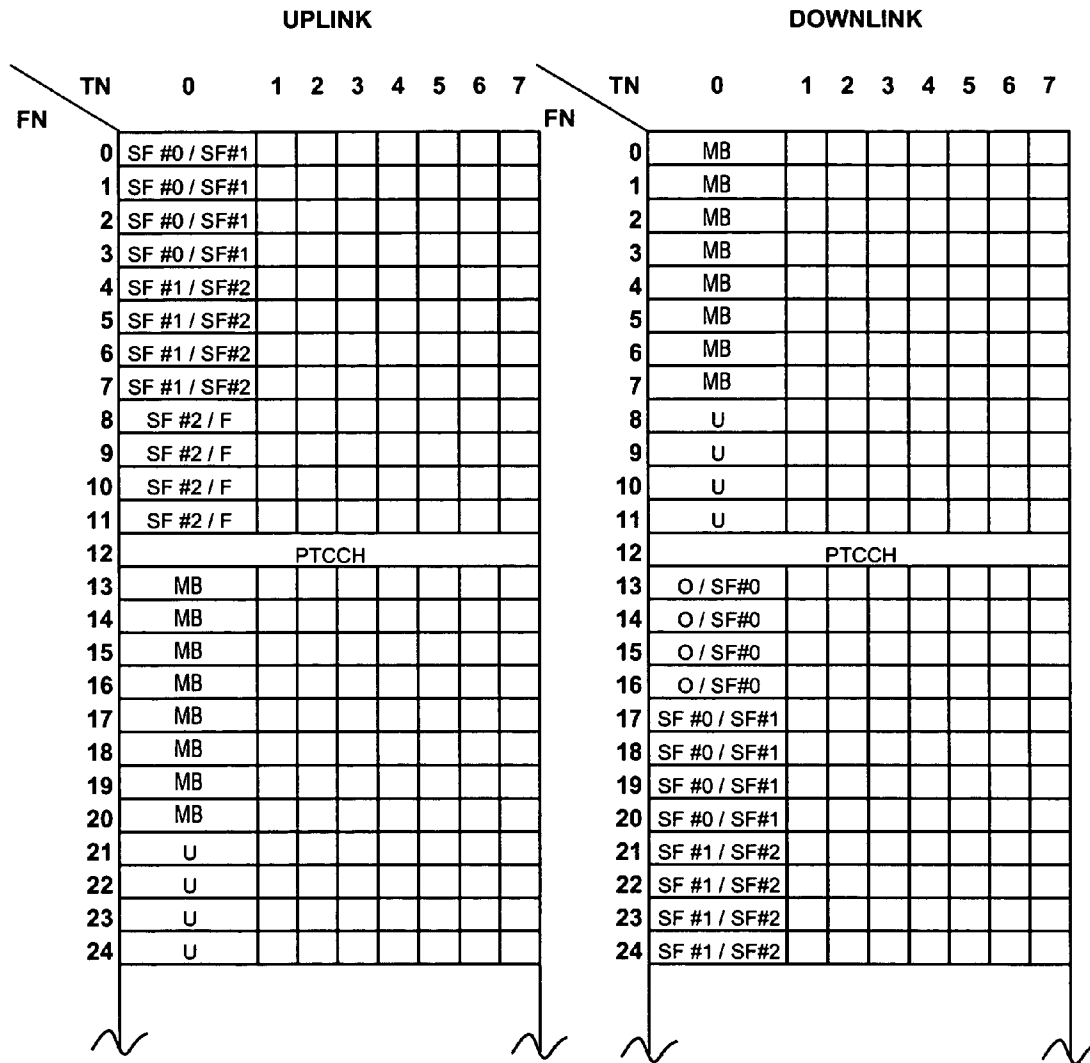 UPLINK DOWNLINK
TN 0 1 2 3 4 5 6 7 TN 0 1 2 3 4 5 6 7
FN FN
0 SF #0 / SF#1 0 MB
1 SF #0 / SF#1 1 MB
2 SF #0 / SF#1 2 MB
3 SF #0 / SF#1 3 MB
4 SF #1 / SF#2 4 MB
5 SF #1 / SF#2 5 MB
6 SF #1 / SF#2 6 MB
7 SF #1 / SF#2 7 MB
8 SF #2 / F 8 U
9 SF #2 / F 9 U
10 SF #2 / F 10 U
11 SF #2 / F 11 U
12 PTCCH 12 PTCCH
13 MB 13 O / SF#0
14 MB 14 O / SF#0
15 MB 15 O / SF#0
16 MB 16 O / SF#0
17 MB 17 SF #0 / SF#1
18 MB 18 SF #0 / SF#1
19 MB 19 SF #0 / SF#1
20 MB 20 SF #0 / SF#1
21 U 21 SF #1 / SF#2
22 U 22 SF #1 / SF#2
23 U 23 SF #1 / SF#2
24 U 24 SF #1 / SF#2